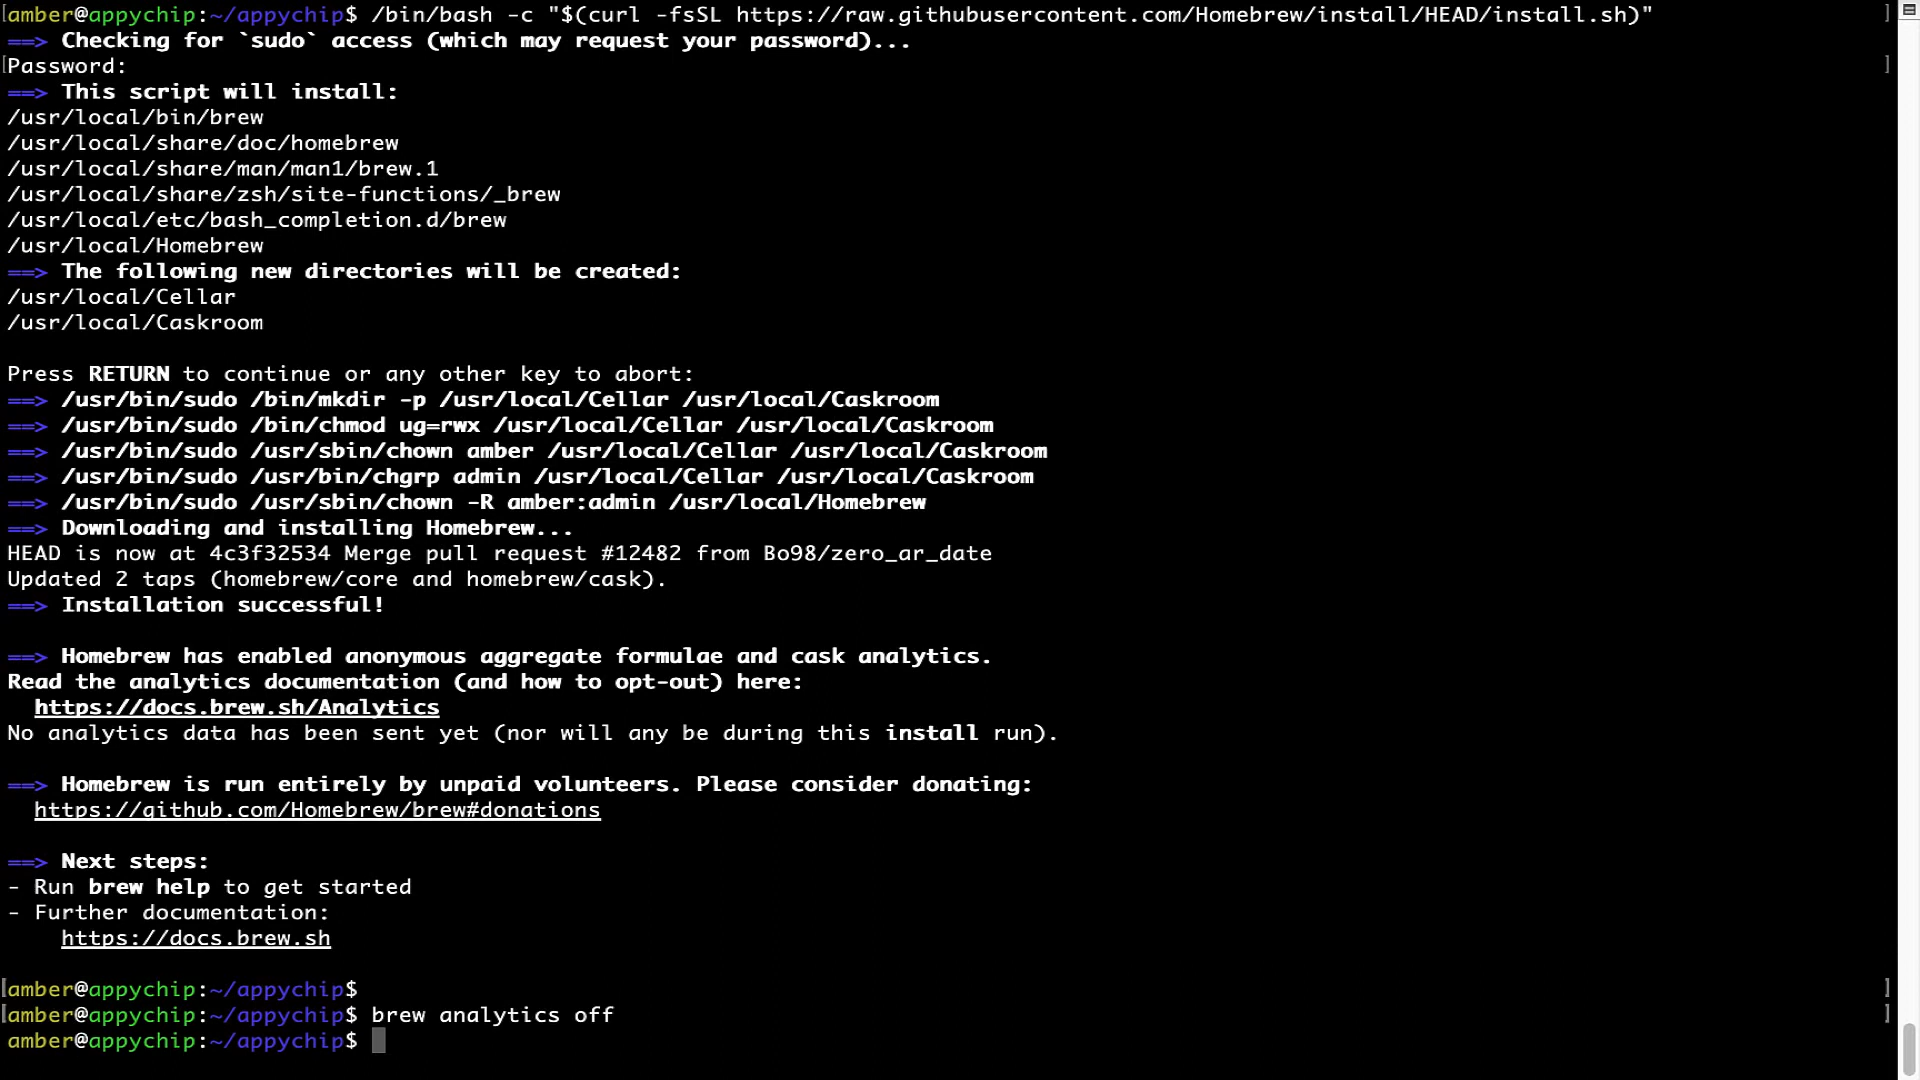 amber@appychip:~/appychip$ /bin/bash -c "$(curl -fsSL https://raw.githubusercontent.com/Homebrew/install/HEAD/install.sh)"
==> Checking for `sudo` access (which may request your password)...
Password:
==> This script will install:
/usr/local/bin/brew
/usr/local/share/doc/homebrew
/usr/local/share/man/man1/brew.1
/usr/local/share/zsh/site-functions/_brew
/usr/local/etc/bash_completion.d/brew
/usr/local/Homebrew
==> The following new directories will be created:
/usr/local/Cellar
/usr/local/Caskroom
Press RETURN to continue or any other key to abort:
==> /usr/bin/sudo /bin/mkdir -p /usr/local/Cellar /usr/local/Caskroom
==> /usr/bin/sudo /bin/chmod ug=rwx /usr/local/Cellar /usr/local/Caskroom
==> /usr/bin/sudo /usr/sbin/chown amber /usr/local/Cellar /usr/local/Caskroom
==> /usr/bin/sudo /usr/bin/chgrp admin /usr/local/Cellar /usr/local/Caskroom
==> /usr/bin/sudo /usr/sbin/chown -R amber:admin /usr/local/Homebrew
==> Downloading and installing Homebrew...
HEAD is now at 4c3f32534 Merge pull request #12482 from Bo98/zero_ar_date
Updated 2 taps (homebrew/core and homebrew/cask).
==> Installation successful!
==> Homebrew has enabled anonymous aggregate formulae and cask analytics.
Read the analytics documentation (and how to opt-out) here:
https://docs.brew.sh/Analytics
No analytics data has been sent yet (nor will any be during this install run).
==> Homebrew is run entirely by unpaid volunteers. Please consider donating:
https://github.com/Homebrew/brew#donations
==> Next steps:
- Run brew help to get started
- Further documentation:
https://docs.brew.sh
amber@appychip:~/appychip$
amber@appychip:~/appychip$ brew analytics off
amber@appychip:~/appychip$